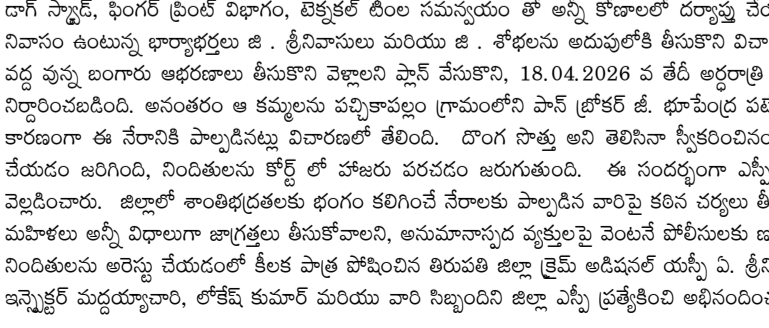 డాగ్ స్క్వాడ్, ఫింగర్ ప్రింట్ విభాగం, టెక్నకల్ టీంల సమన్వయం తో అన్ని కోణాలలో దర్యాప్తు
నివాసం ఉంటున్న భార్యాభర్తలు జి . శ్రీనివాసులు మరియు జి . శోభలను అదుపులోకి తీసుకొని విచా
వద్ద వున్న బంగారు ఆభరణాలు తీసుకొని వెళ్లాలని ప్లాన్ వేసుకొని, 18.04.2026 వ తేదీ అర్ధరాత్రి
నిర్దారించబడింది. అనంతరం ఆ కమ్మలను పచ్చికాపల్లం గ్రామంలోని పాన్ బ్రోకర్ జీ. భూపేంద్ర పటే
కారణంగా ఈ నేరానికి పాల్పడినట్లు విచారణలో తేలింది. దొంగ సొత్తు అని తెలిసినా స్వీకరించినం
చేయడం జరిగింది, నిందితులను కోర్ట్ లో హాజరు పరచడం జరుగుతుంది. ఈ సందర్భంగా ఎస్పీ
వెల్లడించారు. జిల్లాలో శాంతిభద్రతలకు భంగం కలిగించే నేరాలకు పాల్పడిన వారిపై కఠిన చర్యలు తీ
మహిళలు అన్నీ విధాలుగా జాగ్రత్తలు తీసుకోవాలని, అనుమానాస్పద వ్యక్తులపై వెంటనే పోలీసులకు
నిందితులను అరెస్టు చేయడంలో కీలక పాత్ర పోషించిన తిరుపతి జిల్లా క్రైమ్ అడిషనల్ యస్పీ ఏ. శ్రీని
ఇన్స్పెక్టర్ మద్దయ్యాచారి, లోకేష్ కుమార్ మరియు వారి సిబ్బందిని జిల్లా ఎస్పీ ప్రత్యేకించి అభినందించ